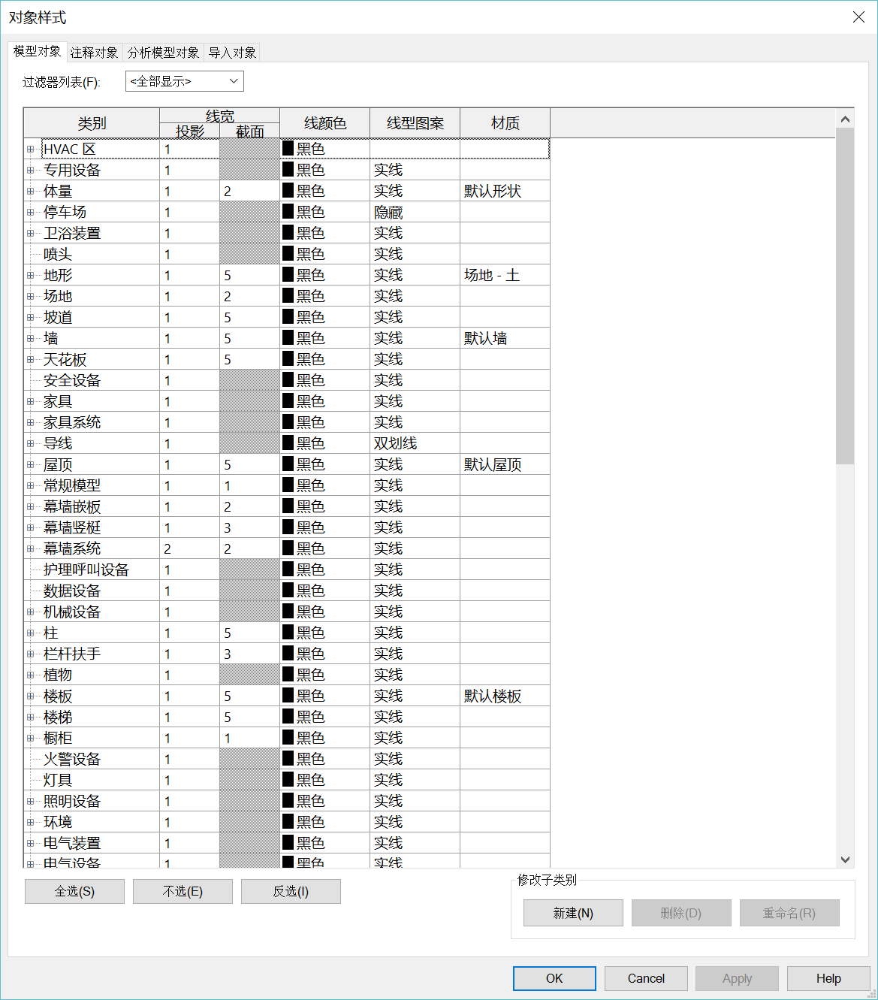 对象样式
模型对象 注释对象 分析模型对象 导入对象
过滤器列表(F): <全部显示>
类别 线宽 线颜色 线型图案 材质
投影 截面
HVAC 区 1 黑色
专用设备 1 黑色 实线
体量 1 2 黑色 实线 默认形状
停车场 1 黑色 隐藏
卫浴装置 1 黑色 实线
喷头 1 黑色 实线
地形 1 5 黑色 实线 场地 - 土
场地 1 2 黑色 实线
坡道 1 5 黑色 实线
墙 1 5 黑色 实线 默认墙
天花板 1 5 黑色 实线
安全设备 1 黑色 实线
家具 1 黑色 实线
家具系统 1 黑色 实线
导线 1 黑色 双划线
屋顶 1 5 黑色 实线 默认屋顶
常规模型 1 1 黑色 实线
幕墙嵌板 1 2 黑色 实线
幕墙竖梃 1 3 黑色 实线
幕墙系统 2 2 黑色 实线
护理呼叫设备 1 黑色 实线
数据设备 1 黑色 实线
机械设备 1 黑色 实线
柱 1 5 黑色 实线
栏杆扶手 1 3 黑色 实线
植物 1 黑色 实线
楼板 1 5 黑色 实线 默认楼板
楼梯 1 5 黑色 实线
橱柜 1 1 黑色 实线
火警设备 1 黑色 实线
灯具 1 黑色 实线
照明设备 1 黑色 实线
环境 1 黑色 实线
电气装置 1 黑色 实线
电气设备 1 黑色 实线
全选(S) 不选(E) 反选(I)
修改子类别
新建(N) 删除(D) 重命名(R)
OK Cancel Apply Help